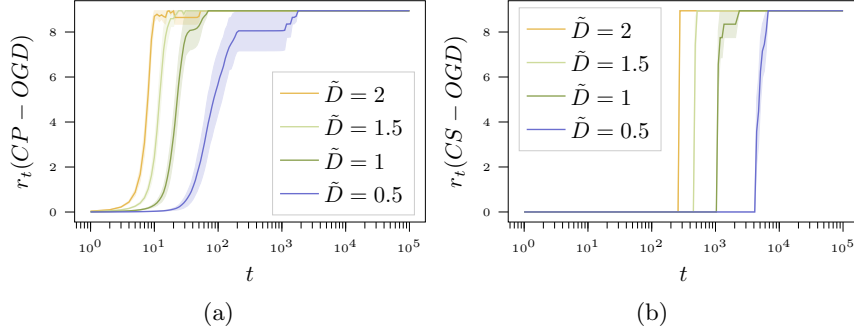 r_t(CP − OGD)
8
6
4
2
0
D̃ = 2
D̃ = 1.5
D̃ = 1
D̃ = 0.5
10^0 10^1 10^2 10^3 10^4 10^5
t
(a)
r_t(CS − OGD)
8
6
4
2
0
D̃ = 2
D̃ = 1.5
D̃ = 1
D̃ = 0.5
10^0 10^1 10^2 10^3 10^4 10^5
t
(b)